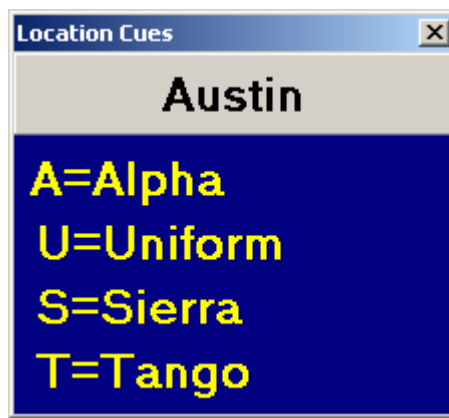 Location Cues
Austin
A=Alpha
U=Uniform
S=Sierra
T=Tango